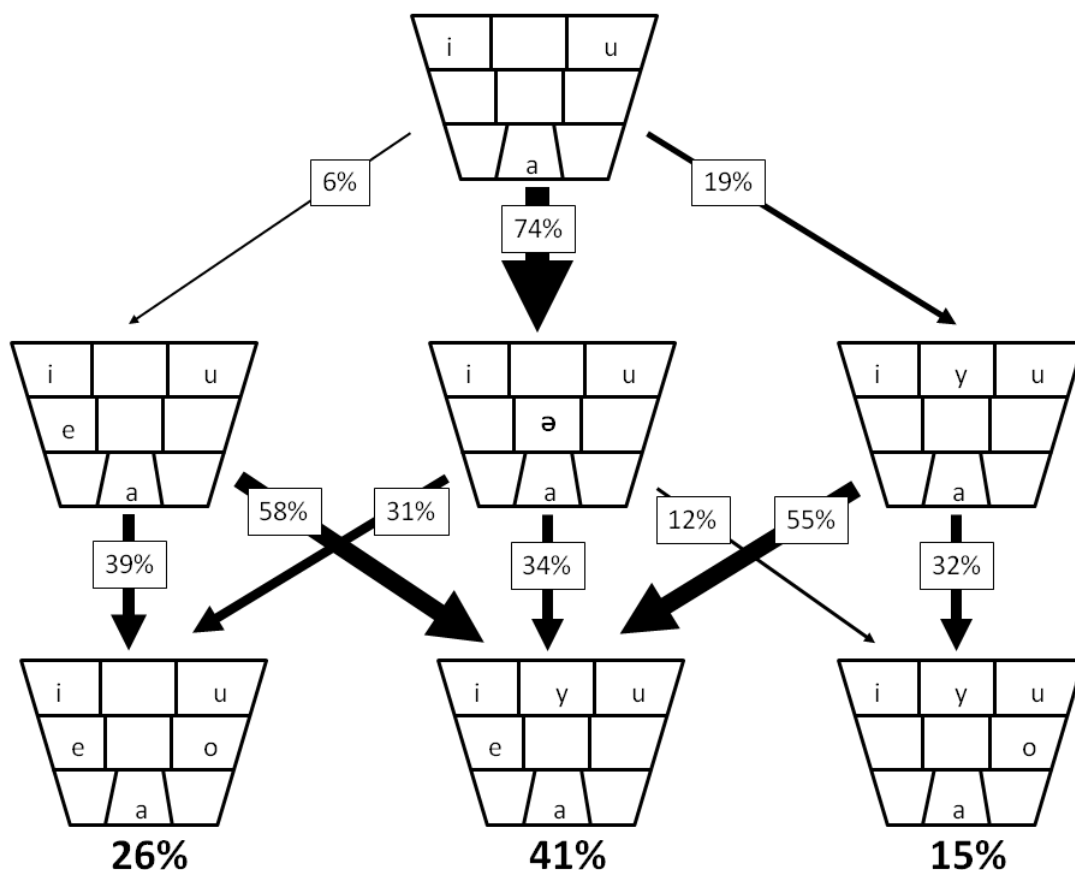 i u
a
6% 74% 19%
i u
e
a
i u
ə
a
i y u
a
58% 31% 12% 55%
39% 34% 32%
i u
e o
a
i y u
e
a
i y u
o
a
26% 41% 15%